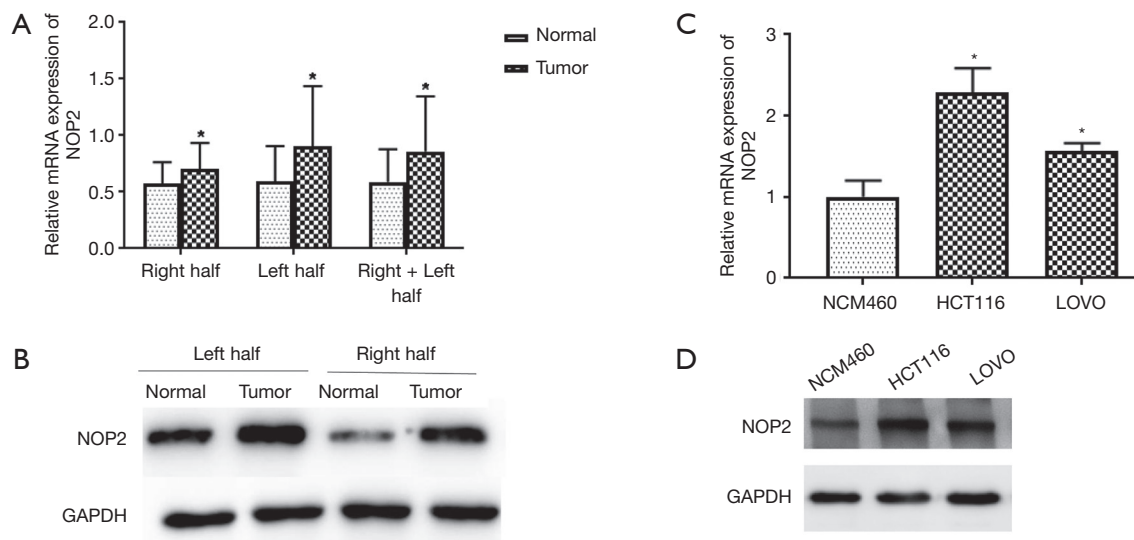 A
Relative mRNA expression of
NOP2
2.0
1.5
1.0
0.5
0.0
*
*
*
Right half
Left half
Right + Left
half
Normal
Tumor
C
Relative mRNA expression of
NOP2
3
2
1
0
*
*
NCM460
HCT116
LOVO
B
Left half
Right half
Normal
Tumor
Normal
Tumor
NOP2
GAPDH
D
NCM460
HCT116
LOVO
NOP2
GAPDH